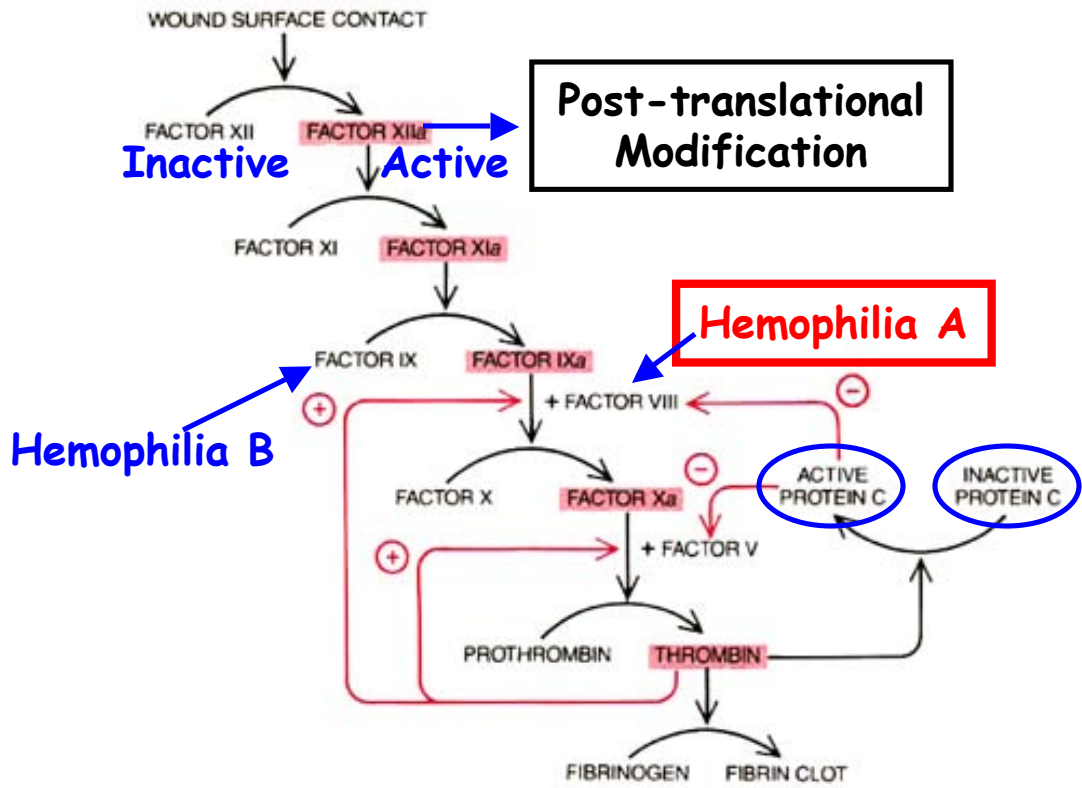 WOUND SURFACE CONTACT
Post-translational
Modification
FACTOR XII
FACTOR XIIa
Inactive
Active
FACTOR XI
FACTOR XIa
Hemophilia A
FACTOR IX
FACTOR IXa
+ FACTOR VIII
Hemophilia B
+
−
FACTOR X
FACTOR Xa
−
ACTIVE
PROTEIN C
INACTIVE
PROTEIN C
+ FACTOR V
+
PROTHROMBIN
THROMBIN
FIBRINOGEN
FIBRIN CLOT